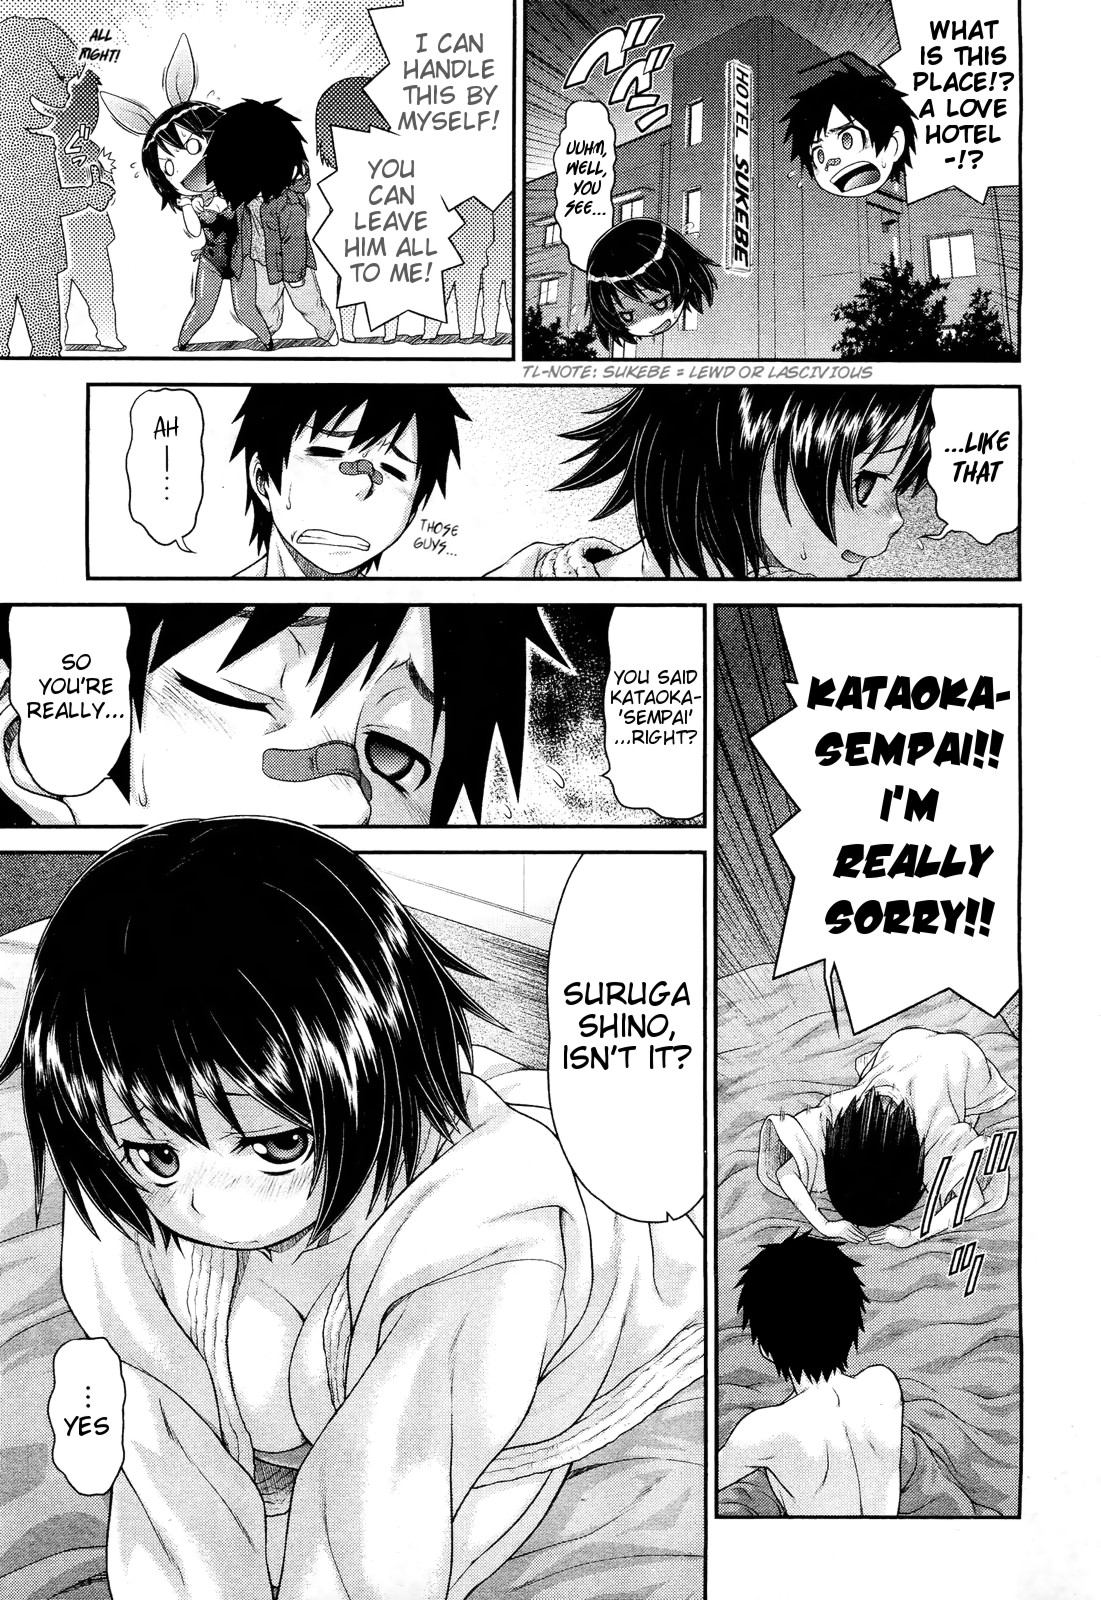 WHAT
IS THIS
PLACE!?
A LOVE
HOTEL
-!?
HOTEL SUKEBE
UUHM,
WELL,
YOU
SEE...
TL-NOTE: SUKEBE = LEWD OR LASCIVIOUS
I CAN
HANDLE
THIS BY
MYSELF!
YOU
CAN
LEAVE
HIM ALL
TO ME!
ALL
RIGHT!
...LIKE
THAT
THOSE
GUYS...
AH
—
....
KATAOKA-
SEMPAI!!
I'M
REALLY
SORRY!!
YOU SAID
KATAOKA-
'SEMPAI'
...RIGHT?
SO
YOU'RE
REALLY...
SURUGA
SHINO,
ISN'T IT?
...
YES